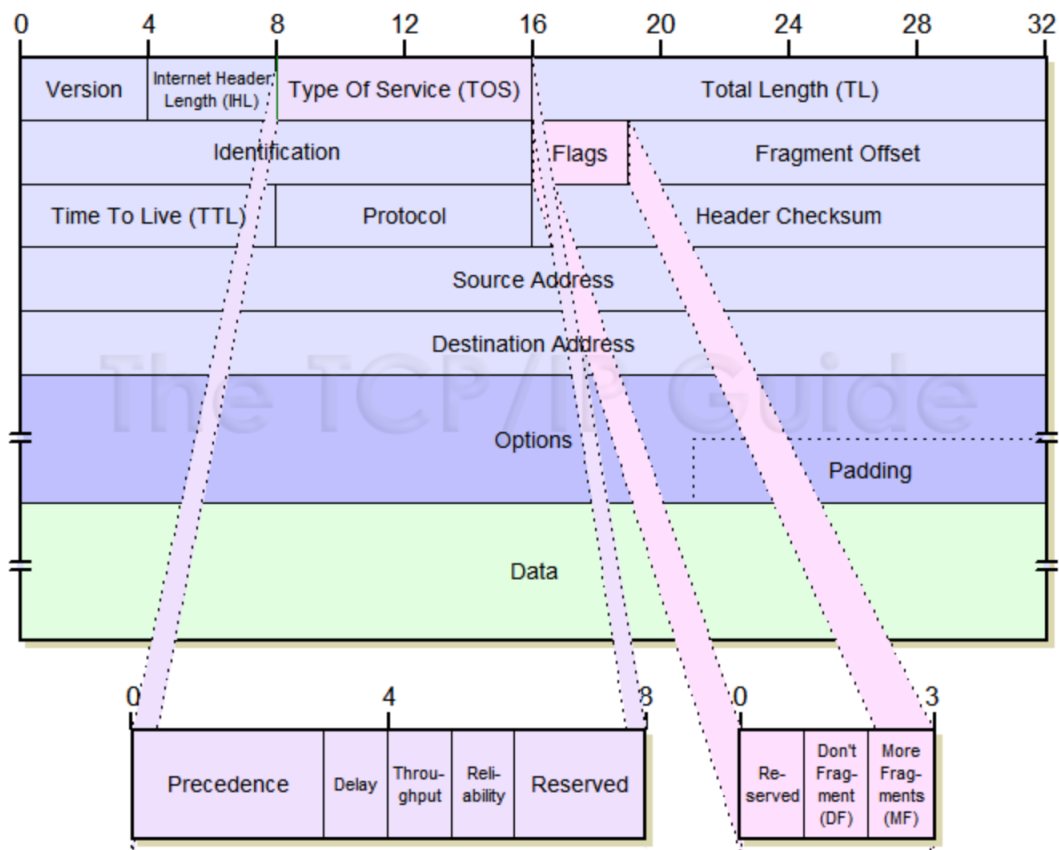 0 4 8 12 16 20 24 28 32
Version
Internet Header
Length (IHL)
Type Of Service (TOS)
Total Length (TL)
Identification
Flags
Fragment Offset
Time To Live (TTL)
Protocol
Header Checksum
Source Address
Destination Address
The TCP/IP Guide
Options
Padding
Data
0 4 8
Precedence
Delay
Throu-
ghput
Reli-
ability
Reserved
0 3
Re-
served
Don't
Frag-
ment
(DF)
More
Frag-
ments
(MF)